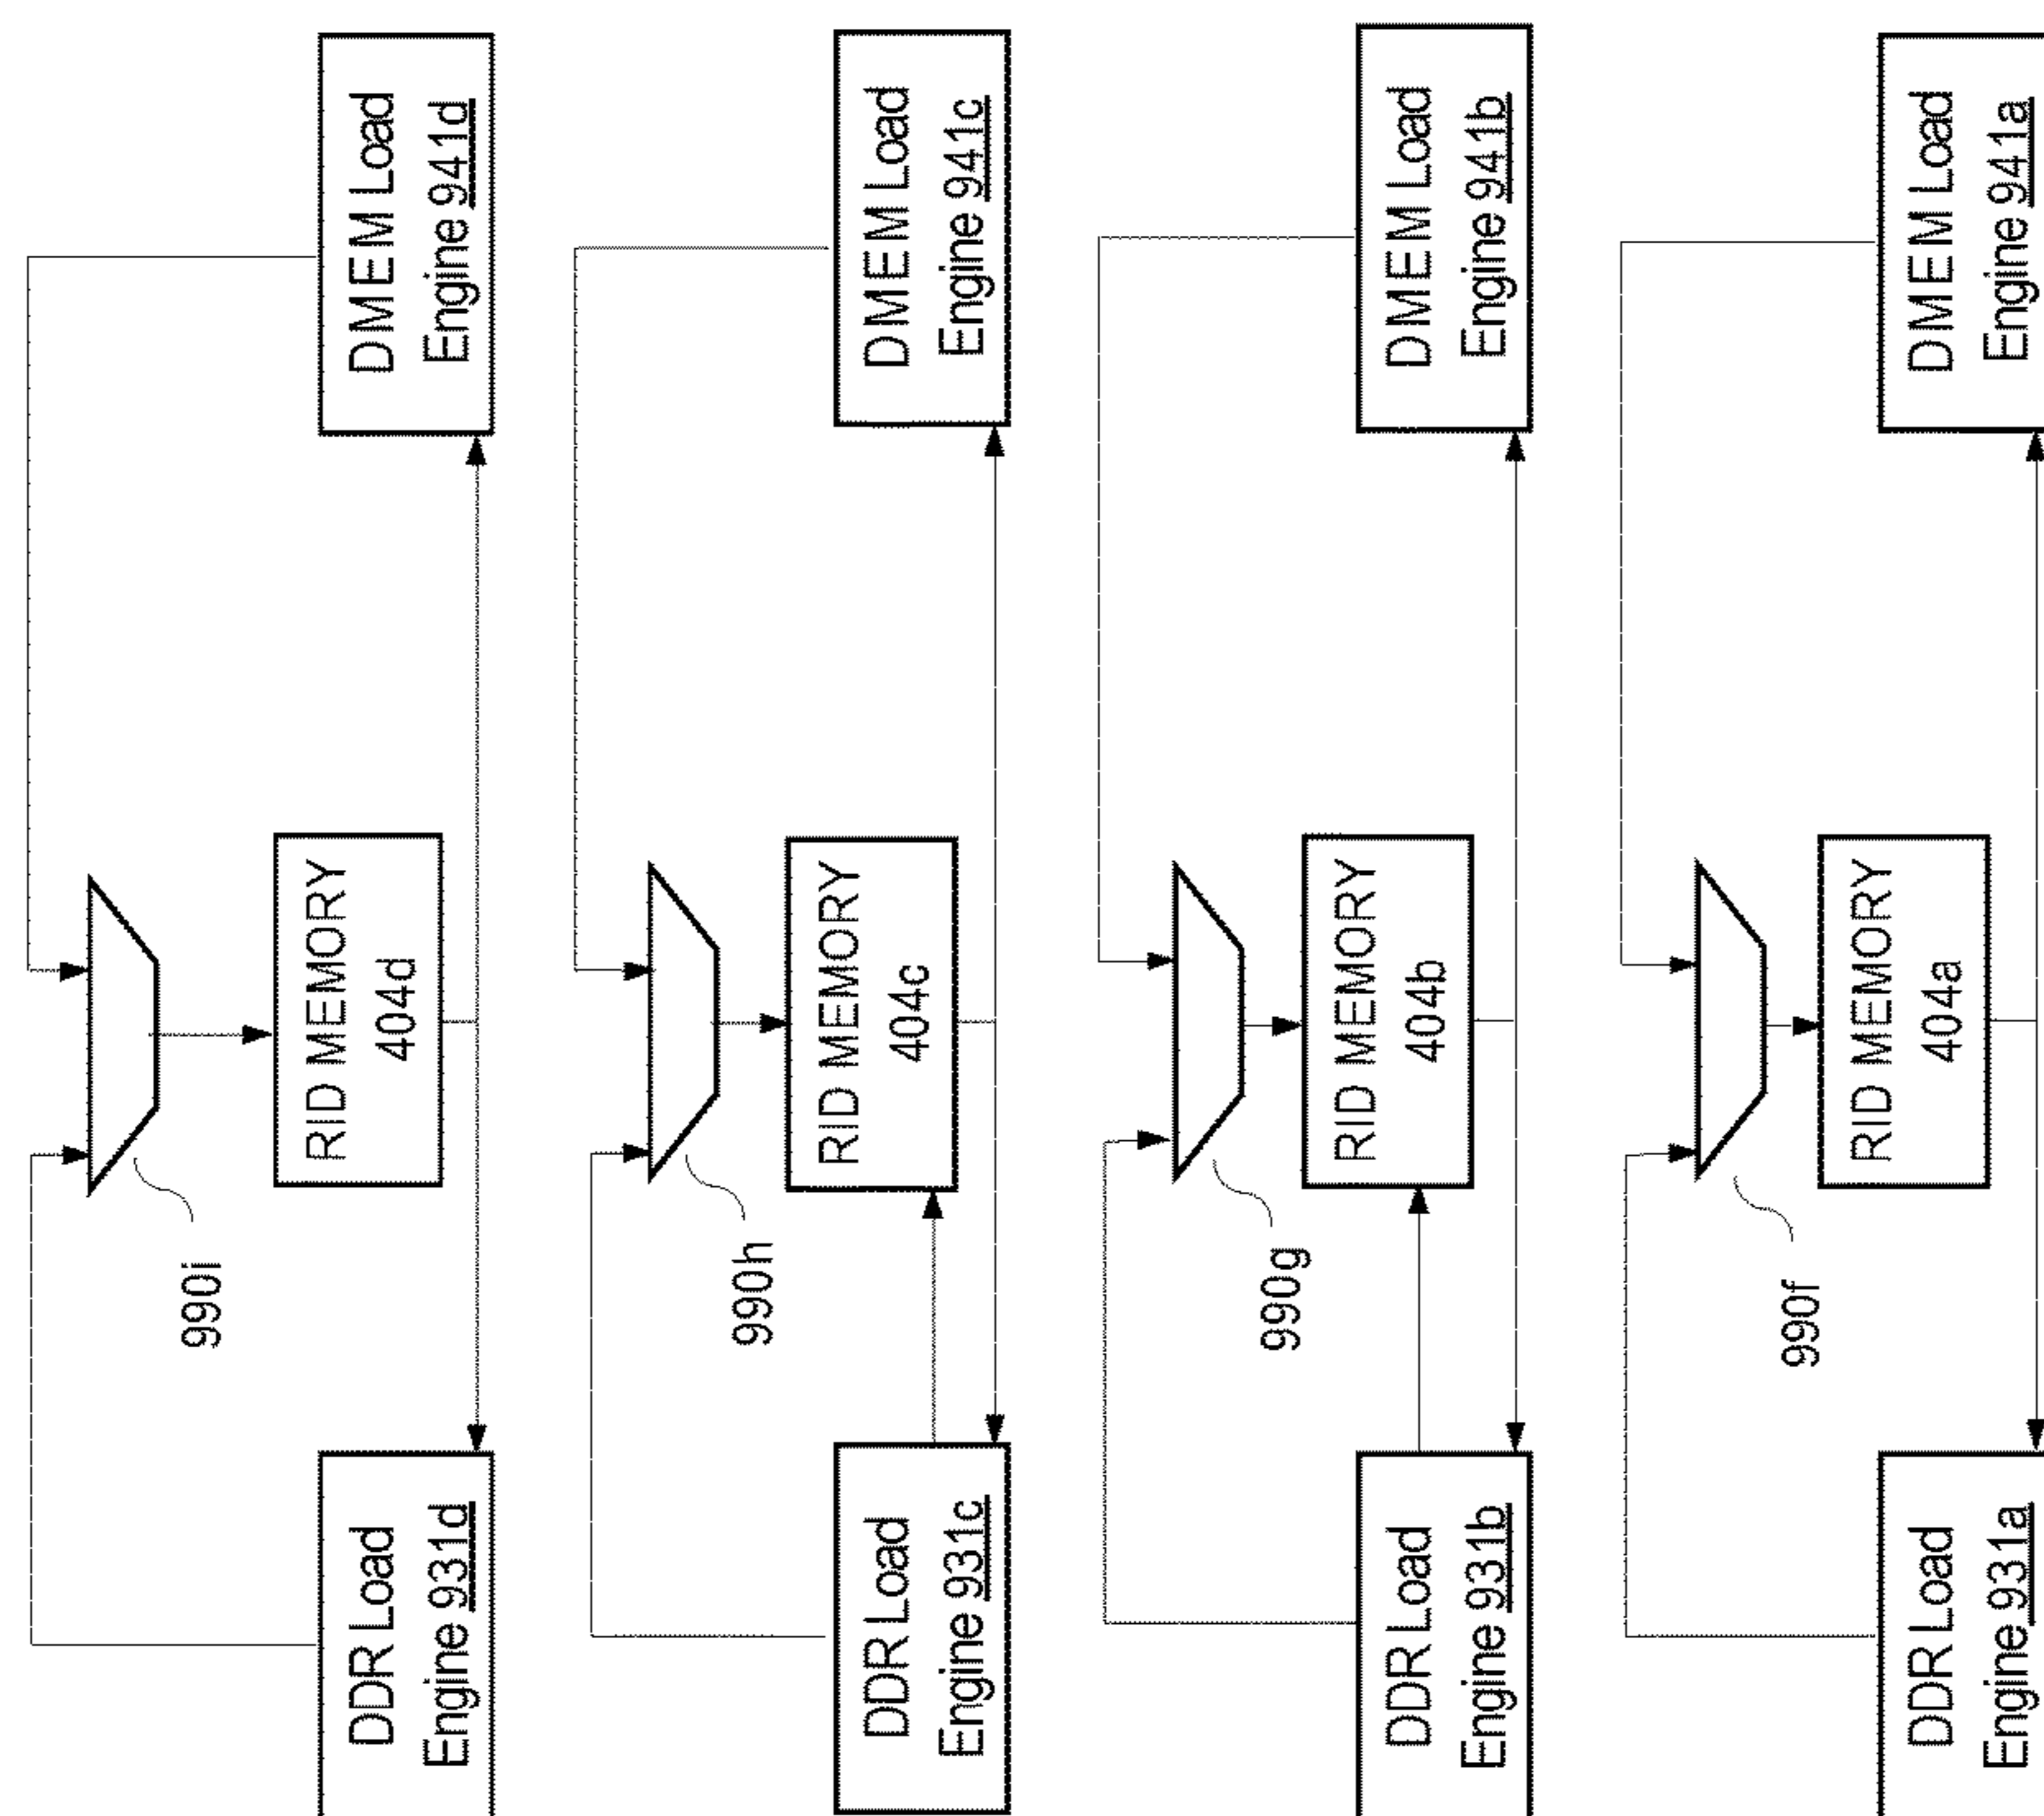 DMEM Load
Engine 941d
DMEM Load
Engine 941c
DMEM Load
Engine 941b
DMEM Load
Engine 941a
RID MEMORY
404d
RID MEMORY
404c
RID MEMORY
404b
RID MEMORY
404a
990i
990h
990g
990f
DDR Load
Engine 931d
DDR Load
Engine 931c
DDR Load
Engine 931b
DDR Load
Engine 931a